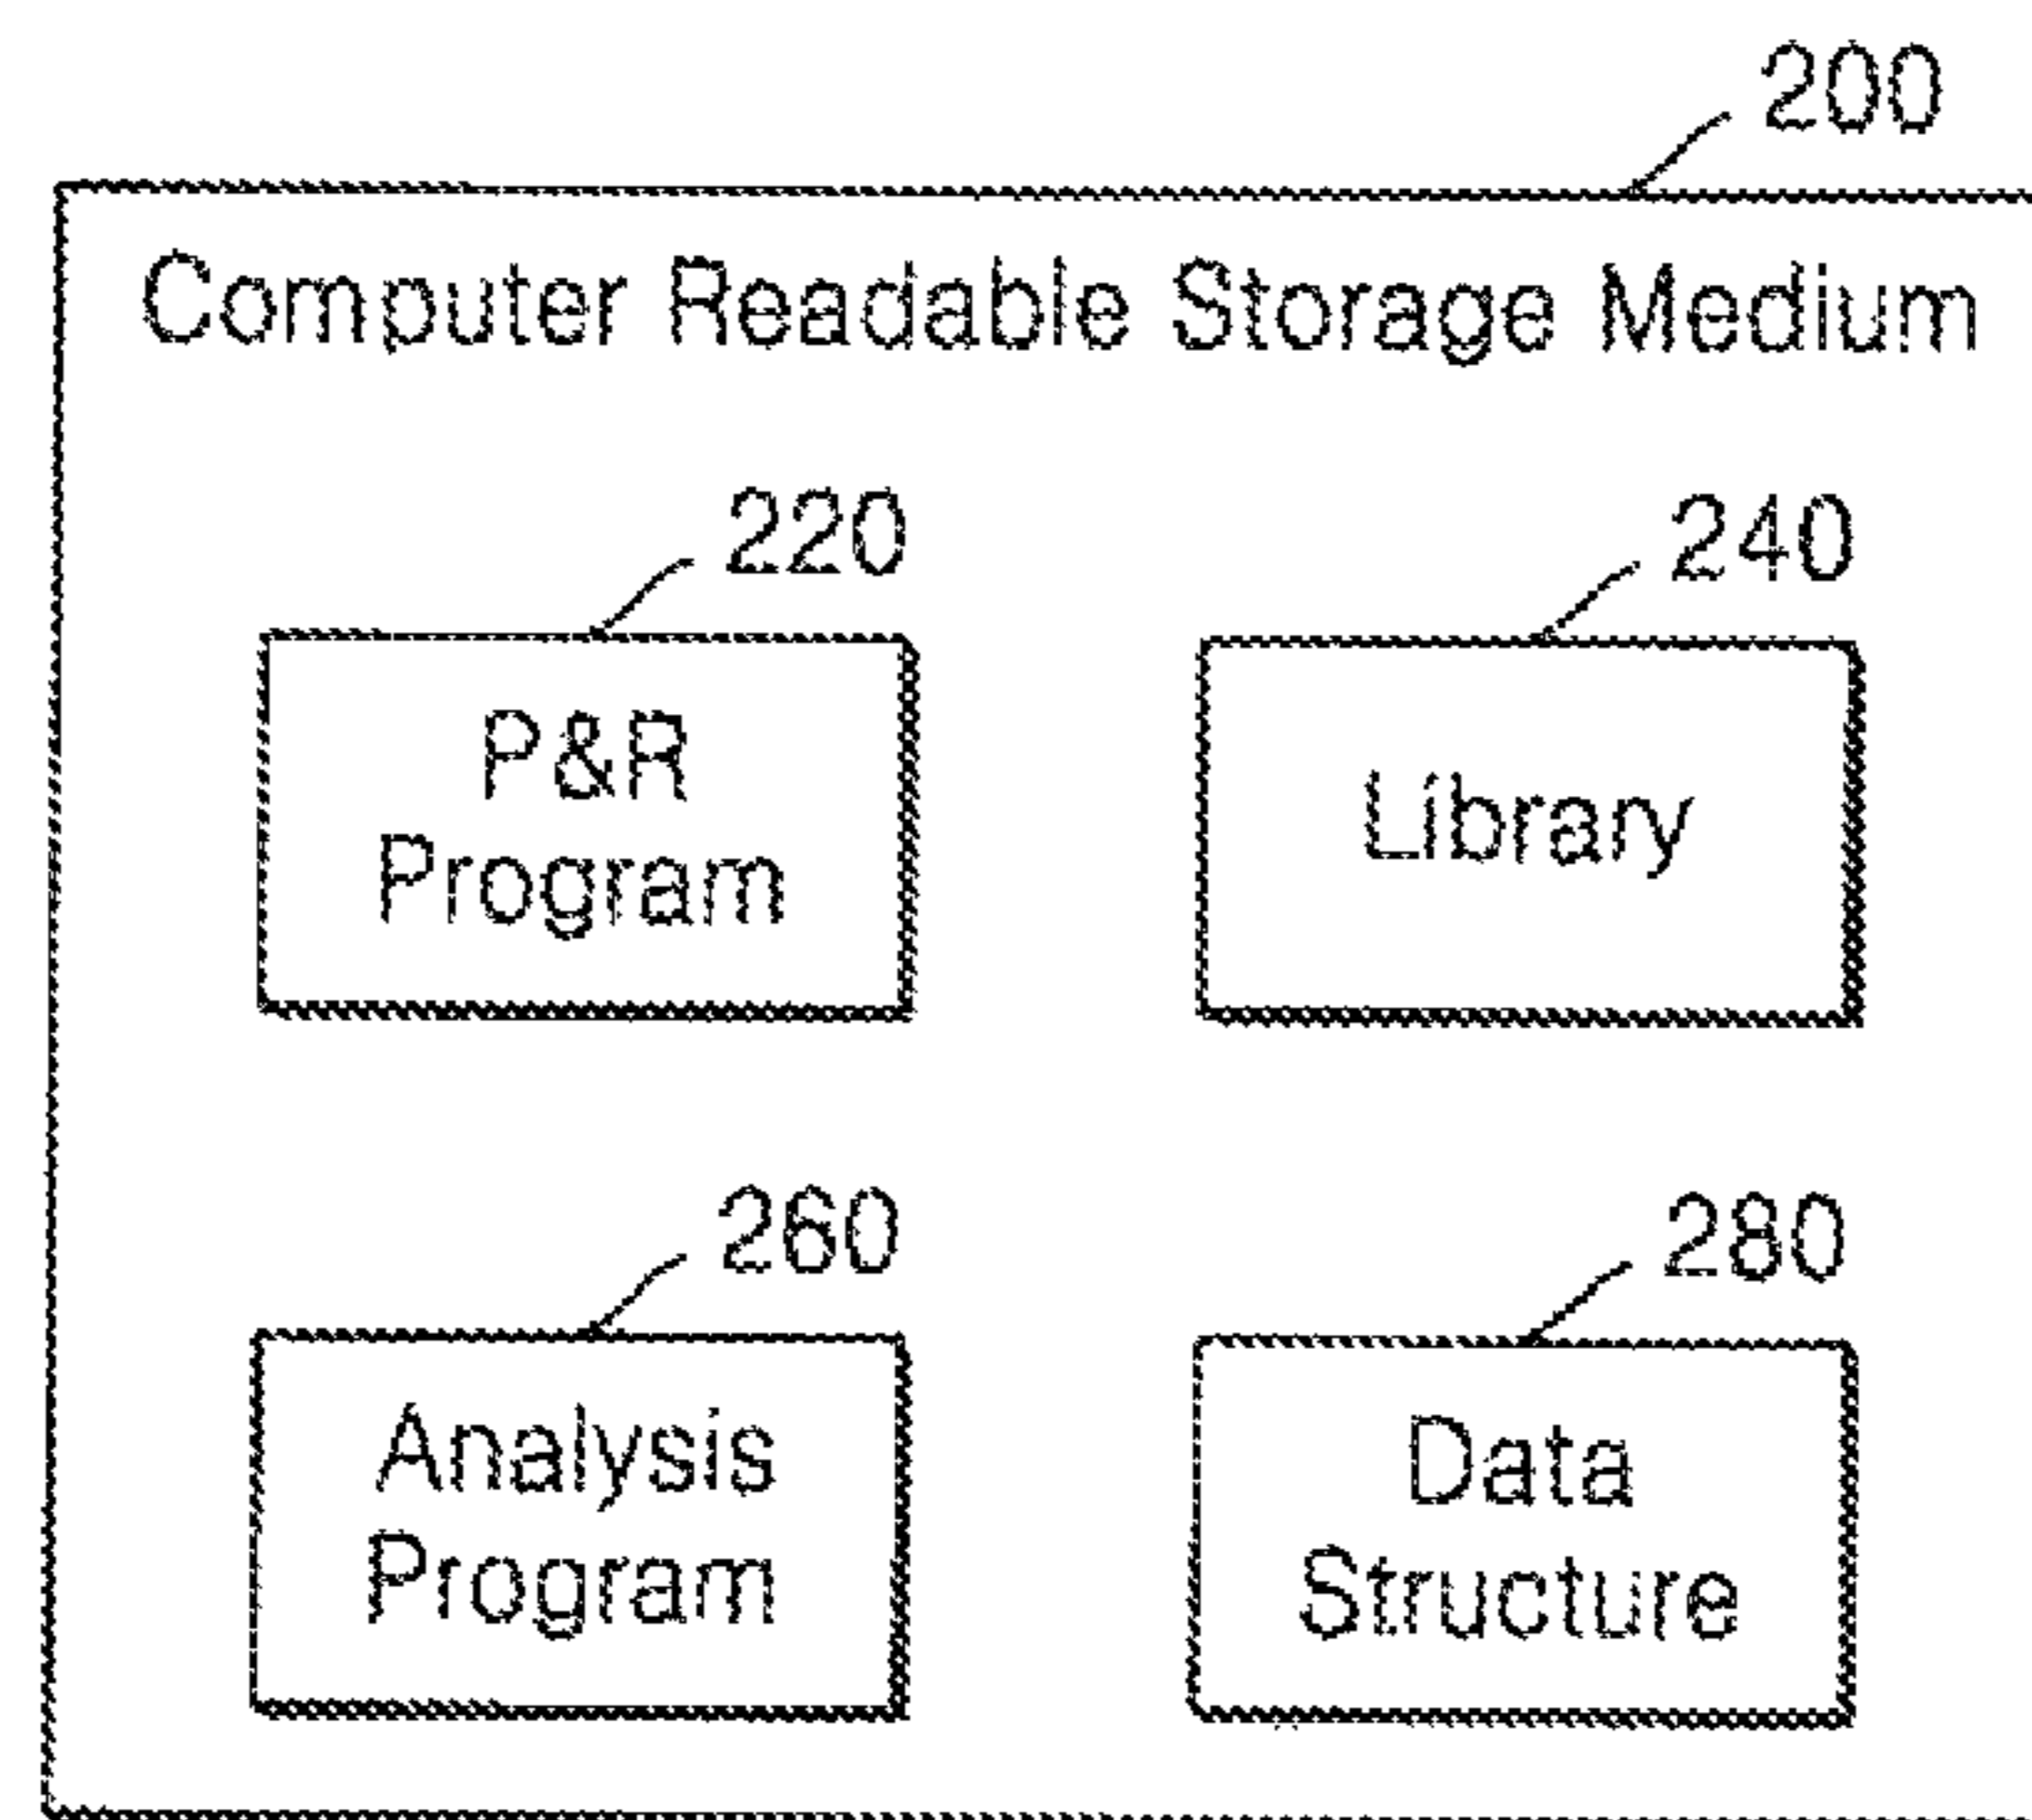 200
Computer Readable Storage Medium
220
240
P&R
Program
Library
260
280
Analysis
Program
Data
Structure